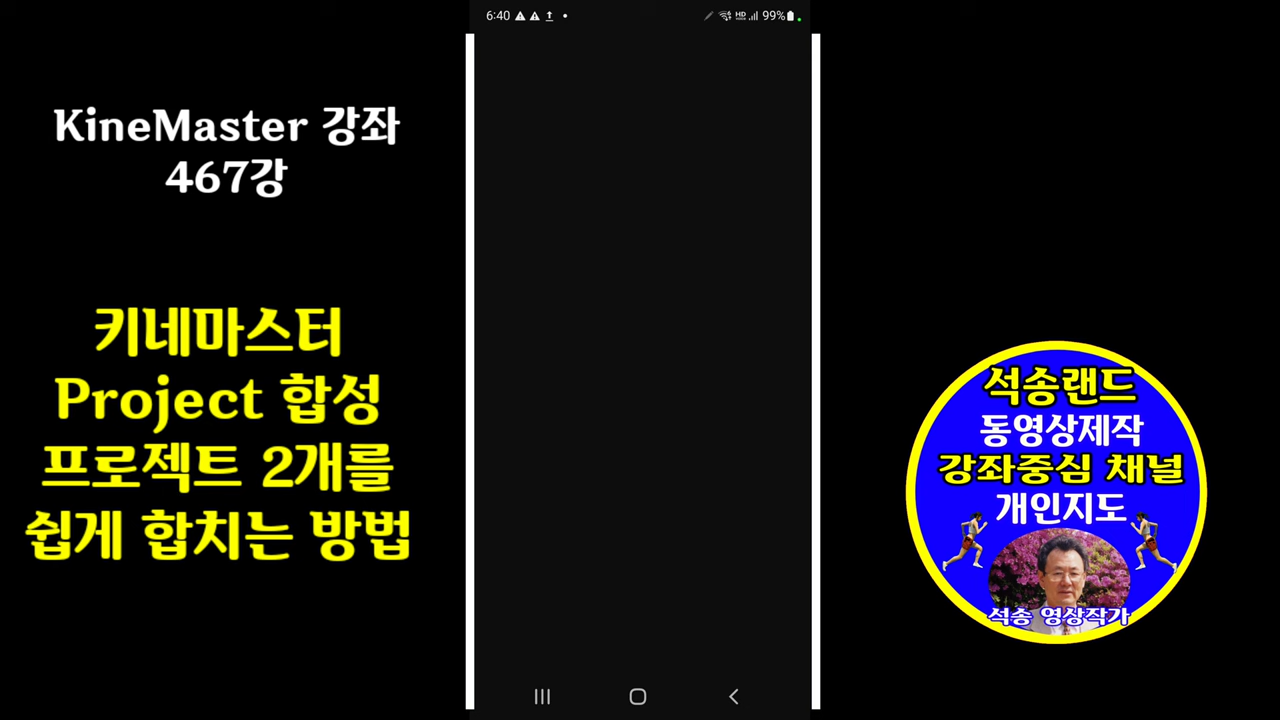 6:40
HD
99%
KineMaster 강좌
467강
키네마스터
Project 합성
프로젝트 2개를
쉽게 합치는 방법
석송랜드
동영상제작
강좌중심 채널
개인지도
석송 영상작가